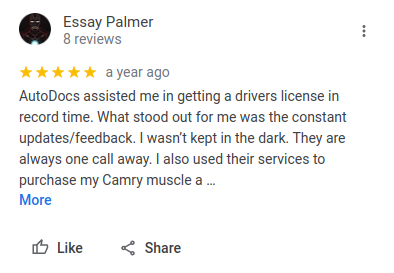 Essay Palmer
8 reviews
a year ago
AutoDocs assisted me in getting a drivers license in
record time. What stood out for me was the constant
updates/feedback. I wasn’t kept in the dark. They are
always one call away. I also used their services to
purchase my Camry muscle a ...
More
Like Share